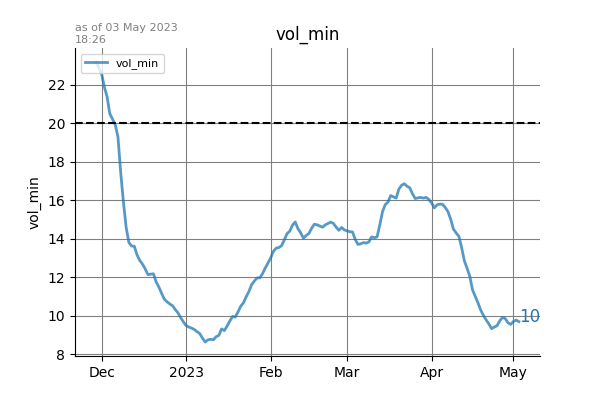 as of 03 May 2023
18:26
vol_min
vol_min
22
20
18
16
14
12
10
8
vol_min
10
Dec
2023
Feb
Mar
Apr
May